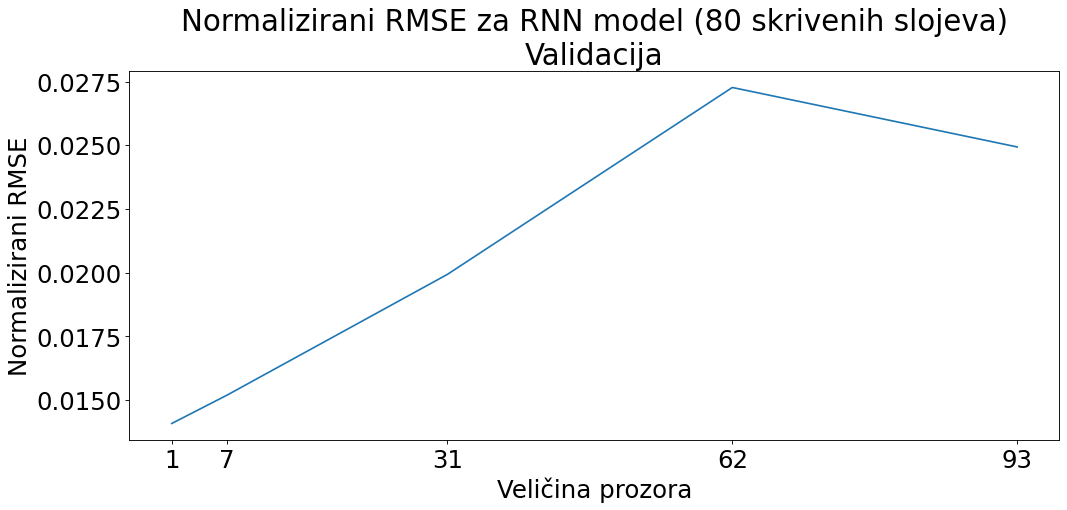 Normalizirani RMSE za RNN model (80 skrivenih slojeva)
Validacija
Normalizirani RMSE
0.0275
0.0250
0.0225
0.0200
0.0175
0.0150
1 7 31 62 93
Veličina prozora